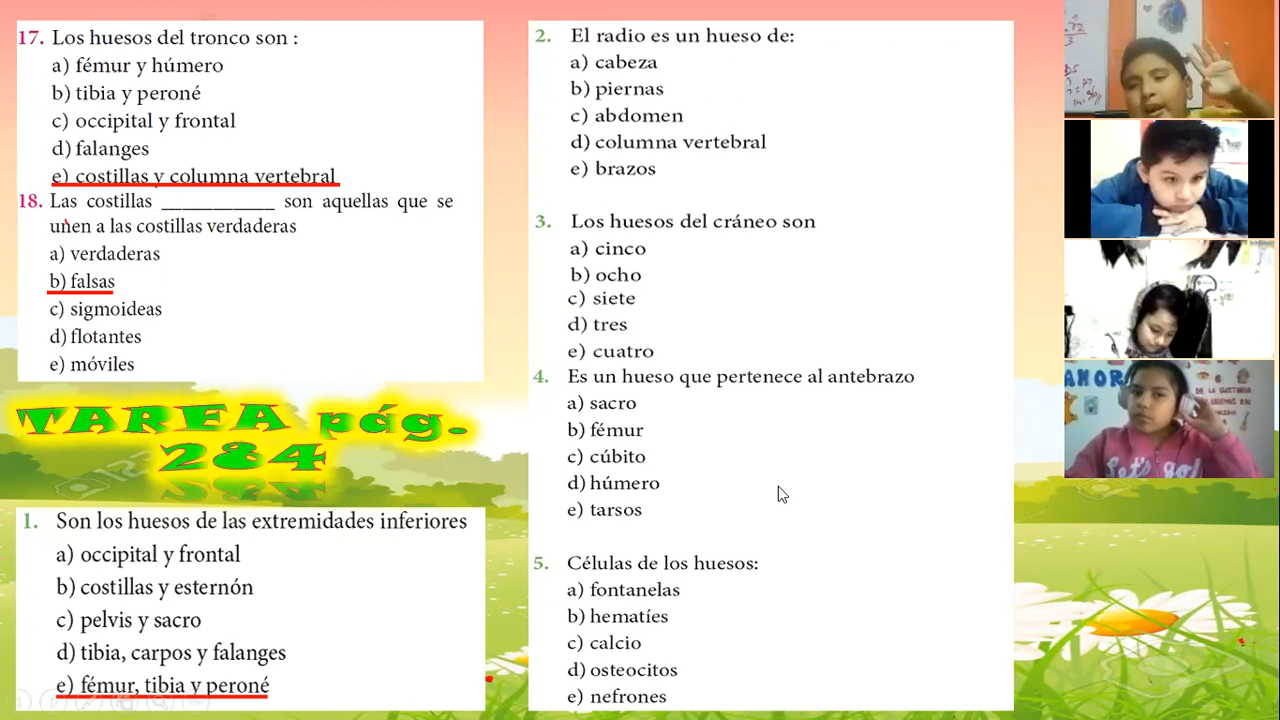 17. Los huesos del tronco son :
a) fémur y húmero
b) tibia y peroné
c) occipital y frontal
d) falanges
e) costillas y columna vertebral
18. Las costillas ___________ son aquellas que se
unen a las costillas verdaderas
a) verdaderas
b) falsas
c) sigmoideas
d) flotantes
e) móviles
TAREA pág.
284
1. Son los huesos de las extremidades inferiores
a) occipital y frontal
b) costillas y esternón
c) pelvis y sacro
d) tibia, carpos y falanges
e) fémur, tibia y peroné
2. El radio es un hueso de:
a) cabeza
b) piernas
c) abdomen
d) columna vertebral
e) brazos
3. Los huesos del cráneo son
a) cinco
b) ocho
c) siete
d) tres
e) cuatro
4. Es un hueso que pertenece al antebrazo
a) sacro
b) fémur
c) cúbito
d) húmero
e) tarsos
5. Células de los huesos:
a) fontanelas
b) hematíes
c) calcio
d) osteocitos
e) nefrones
AMOR
Let's go!